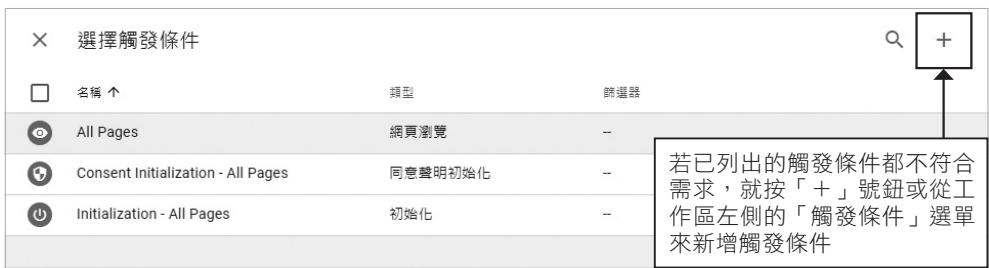 × 選擇觸發條件 +
名稱 ↑ 類型 篩選器
All Pages 網頁瀏覽 --
Consent Initialization - All Pages 同意聲明初始化 --
Initialization - All Pages 初始化 --
若已列出的觸發條件都不符合
需求，就按「＋」號鈕或從工
作區左側的「觸發條件」選單
來新增觸發條件